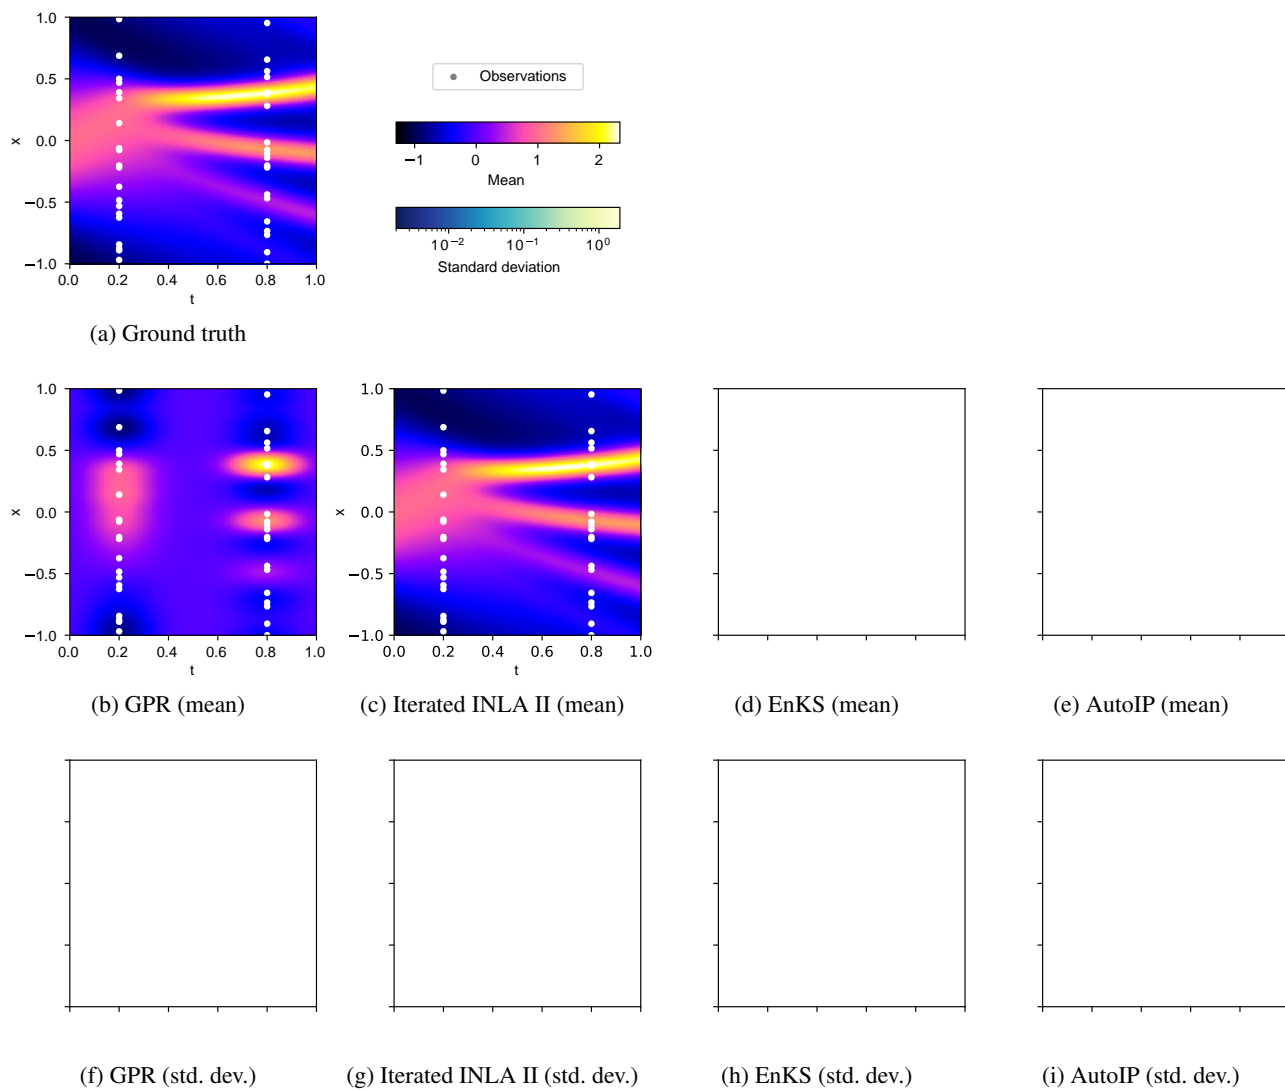 1.0
0.5
0.0
−0.5
−1.0
x
0.0 0.2 0.4 0.6 0.8 1.0
t
Observations
−1 0 1 2
Mean
10−2 10−1 100
Standard deviation
(a) Ground truth
1.0
0.5
0.0
−0.5
−1.0
x
0.0 0.2 0.4 0.6 0.8 1.0
t
1.0
0.5
0.0
−0.5
−1.0
x
0.0 0.2 0.4 0.6 0.8 1.0
t
(b) GPR (mean)
(c) Iterated INLA II (mean)
(d) EnKS (mean)
(e) AutoIP (mean)
(f) GPR (std. dev.)
(g) Iterated INLA II (std. dev.)
(h) EnKS (std. dev.)
(i) AutoIP (std. dev.)